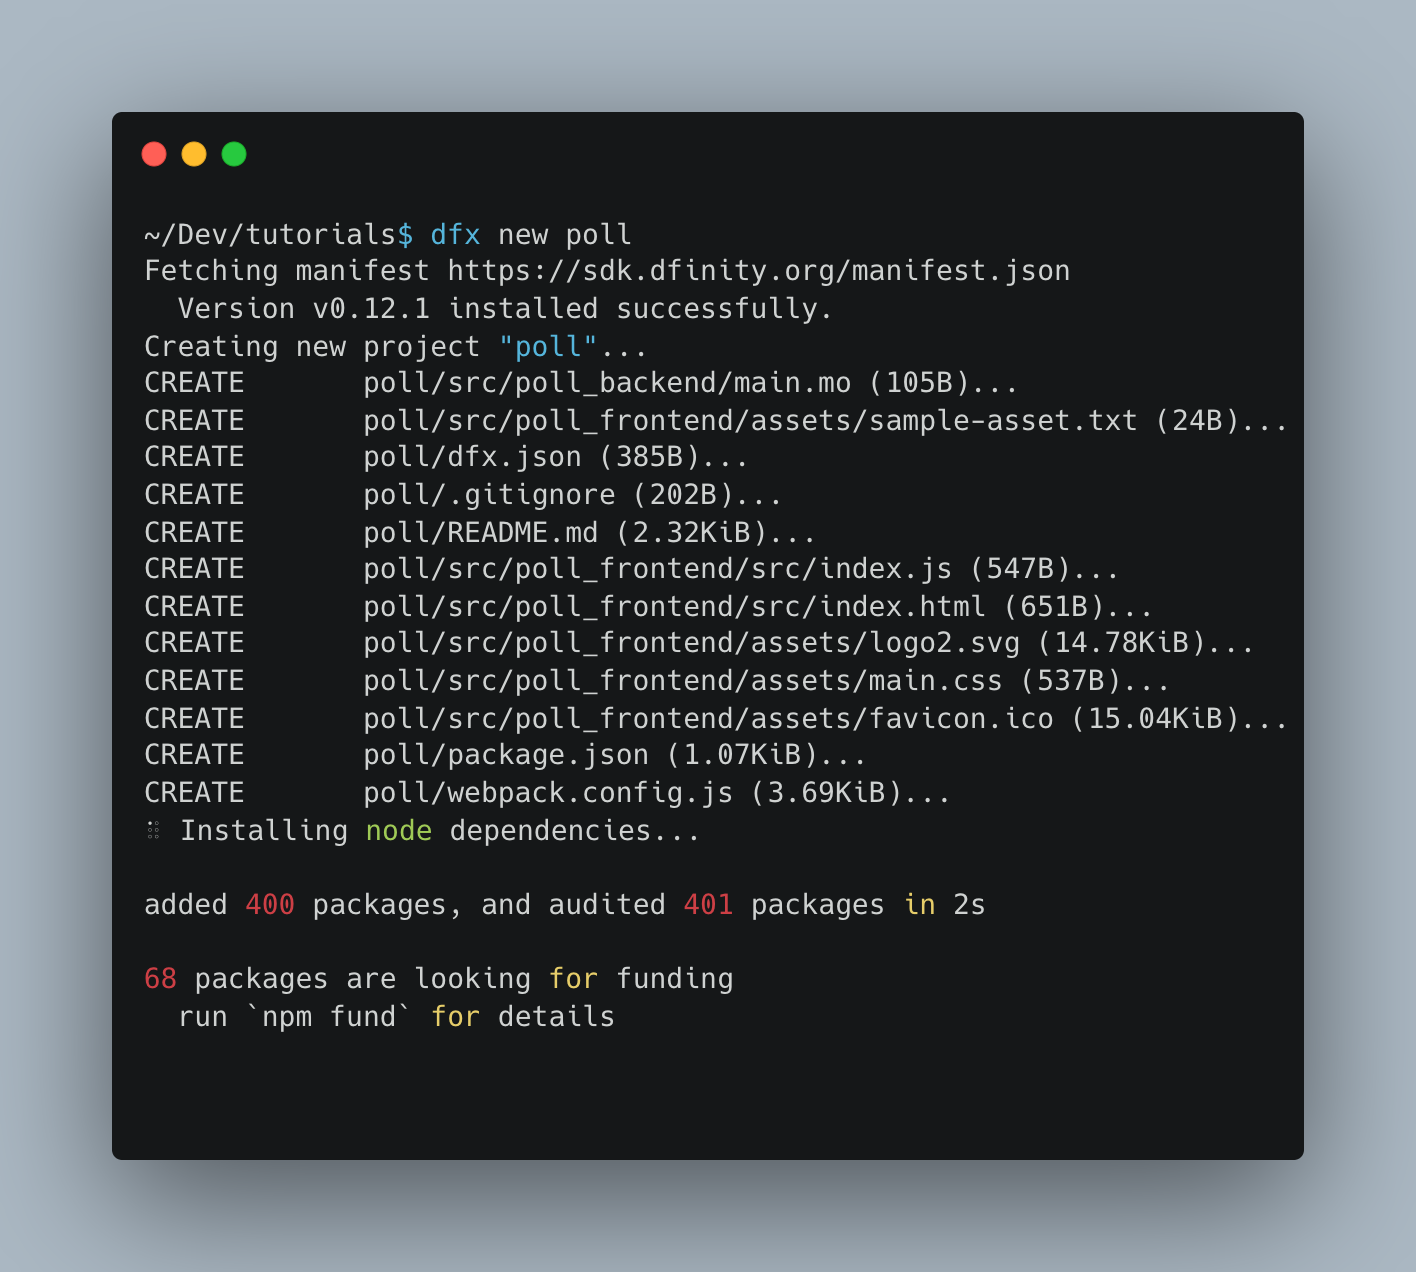 ~/Dev/tutorials$ dfx new poll
Fetching manifest https://sdk.dfinity.org/manifest.json
  Version v0.12.1 installed successfully.
Creating new project "poll"...
CREATE       poll/src/poll_backend/main.mo (105B)...
CREATE       poll/src/poll_frontend/assets/sample-asset.txt (24B)...
CREATE       poll/dfx.json (385B)...
CREATE       poll/.gitignore (202B)...
CREATE       poll/README.md (2.32KiB)...
CREATE       poll/src/poll_frontend/src/index.js (547B)...
CREATE       poll/src/poll_frontend/src/index.html (651B)...
CREATE       poll/src/poll_frontend/assets/logo2.svg (14.78KiB)...
CREATE       poll/src/poll_frontend/assets/main.css (537B)...
CREATE       poll/src/poll_frontend/assets/favicon.ico (15.04KiB)...
CREATE       poll/package.json (1.07KiB)...
CREATE       poll/webpack.config.js (3.69KiB)...
⠁ Installing node dependencies...

added 400 packages, and audited 401 packages in 2s

68 packages are looking for funding
  run `npm fund` for details